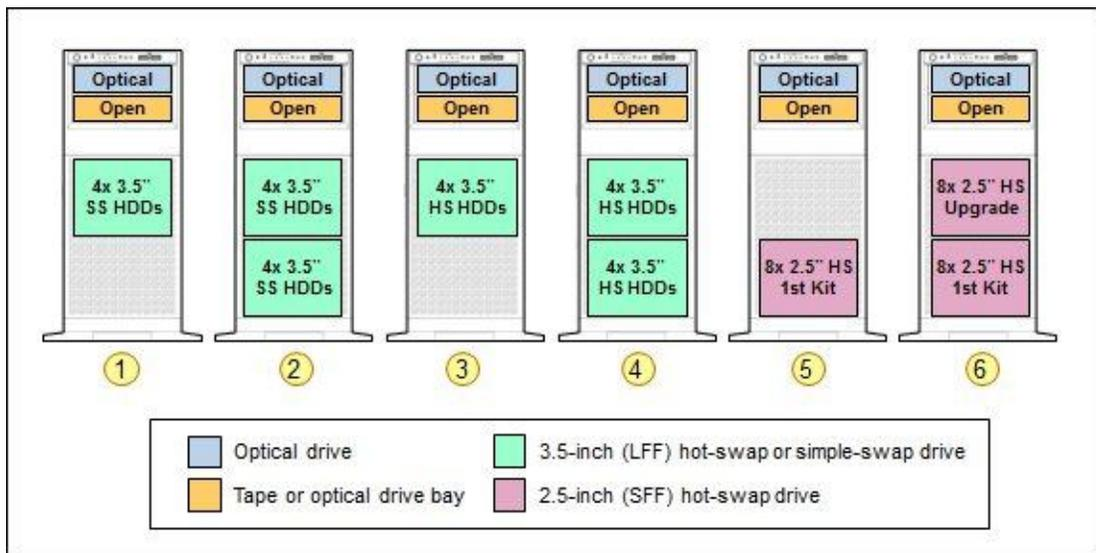 Optical
Open
4x 3.5”
SS HDDs
1
Optical
Open
4x 3.5”
SS HDDs
4x 3.5”
SS HDDs
2
Optical
Open
4x 3.5”
HS HDDs
3
Optical
Open
4x 3.5”
HS HDDs
4x 3.5”
HS HDDs
4
Optical
Open
8x 2.5” HS
1st Kit
5
Optical
Open
8x 2.5” HS
Upgrade
8x 2.5” HS
1st Kit
6
Optical drive
Tape or optical drive bay
3.5-inch (LFF) hot-swap or simple-swap drive
2.5-inch (SFF) hot-swap drive